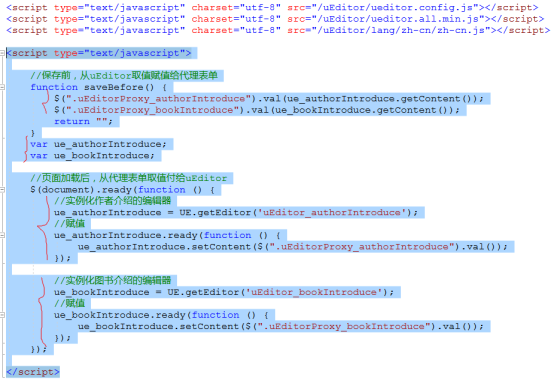 <script type="text/javascript" charset="utf-8" src="/uEditor/ueditor.config.js"></script>
<script type="text/javascript" charset="utf-8" src="/uEditor/ueditor.all.min.js"></script>
<script type="text/javascript" charset="utf-8" src="/uEditor/lang/zh-cn/zh-cn.js"></script>
<script type="text/javascript">
//保存前，从uEditor取值赋值给代理表单
function saveBefore() {
$(".uEditorProxy_authorIntroduce").val(ue_authorIntroduce.getContent());
$(".uEditorProxy_bookIntroduce").val(ue_bookIntroduce.getContent());
return "";
}
var ue_authorIntroduce;
var ue_bookIntroduce;
//页面加载后，从代理表单取值付给uEditor
$(document).ready(function () {
//实例化作者介绍的编辑器
ue_authorIntroduce = UE.getEditor('uEditor_authorIntroduce');
//赋值
ue_authorIntroduce.ready(function () {
ue_authorIntroduce.setContent($(".uEditorProxy_authorIntroduce").val());
});
//实例化图书介绍的编辑器
ue_bookIntroduce = UE.getEditor('uEditor_bookIntroduce');
//赋值
ue_bookIntroduce.ready(function () {
ue_bookIntroduce.setContent($(".uEditorProxy_bookIntroduce").val());
});
});
</script>